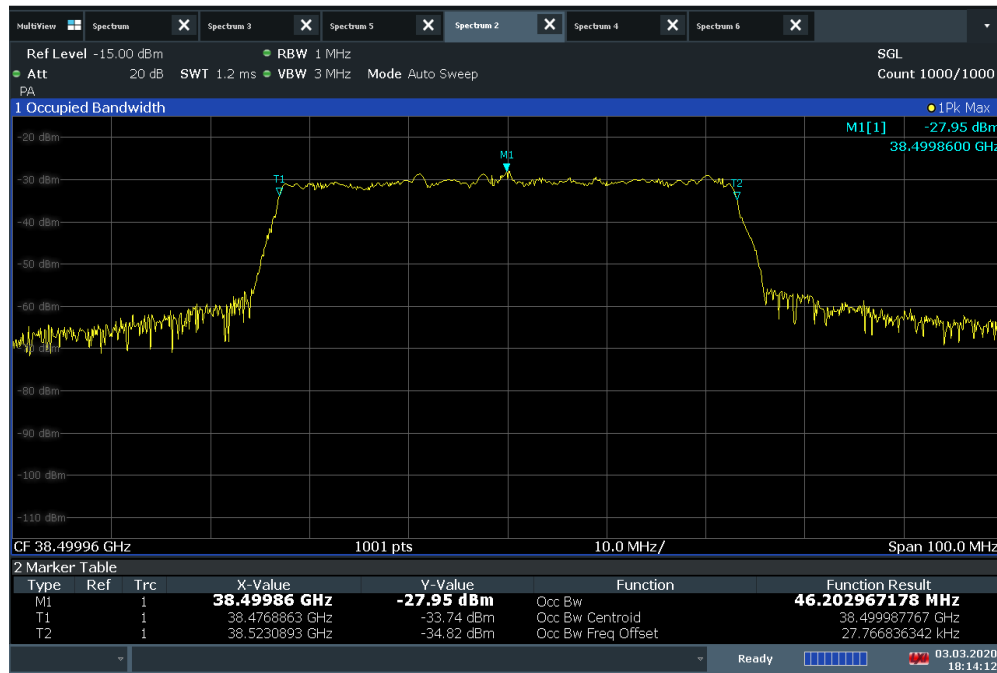 MultiView Spectrum Spectrum 3 Spectrum 5 Spectrum 2 Spectrum 4 Spectrum 6
Ref Level -15.00 dBm RBW 1 MHz SGL
Att 20 dB SWT 1.2 ms VBW 3 MHz Mode Auto Sweep Count 1000/1000
PA
1 Occupied Bandwidth 1Pk Max
M1[1] -27.95 dBm
38.4998600 GHz
-20 dBm
M1
-30 dBm
T1
T2
-40 dBm
-50 dBm
-60 dBm
-80 dBm
-90 dBm
-100 dBm
-110 dBm
CF 38.49996 GHz 1001 pts 10.0 MHz/ Span 100.0 MHz
2 Marker Table
Type Ref Trc X-Value Y-Value Function Function Result
M1 1 38.49986 GHz -27.95 dBm Occ Bw 46.202967178 MHz
T1 1 38.4768863 GHz -33.74 dBm Occ Bw Centroid 38.499987767 GHz
T2 1 38.5230893 GHz -34.82 dBm Occ Bw Freq Offset 27.766836342 kHz
Ready 03.03.2020
18:14:12